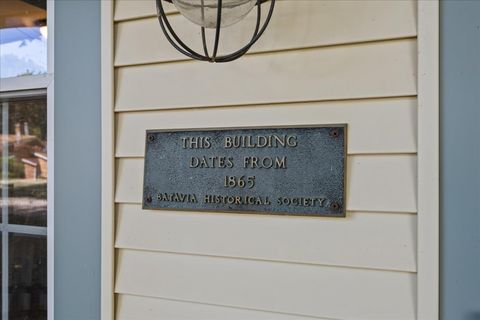 THIS BUILDING
DATES FROM
1865
BATAVIA HISTORICAL SOCIETY